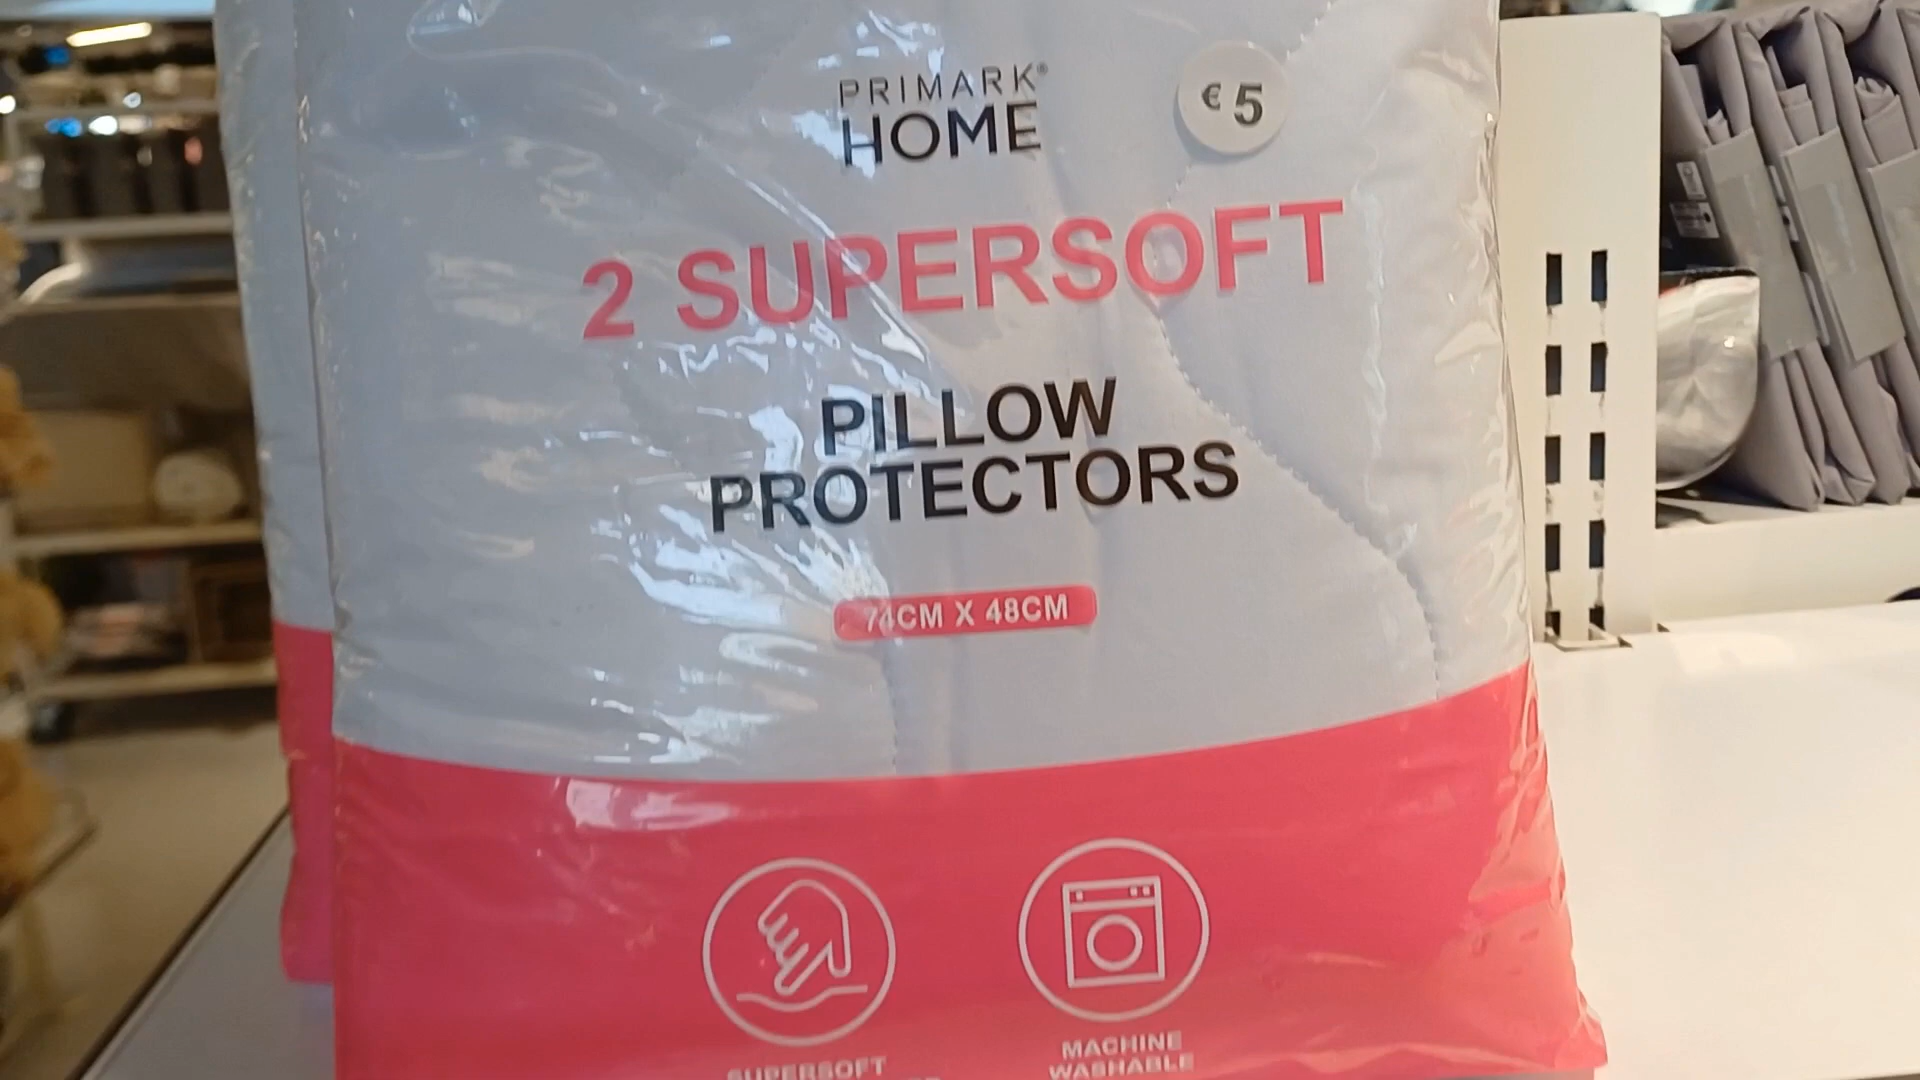 PRIMARK®
HOME
€5
2 SUPERSOFT
PILLOW
PROTECTORS
74CM X 48CM
SUPERSOFT
MACHINE
WASHABLE